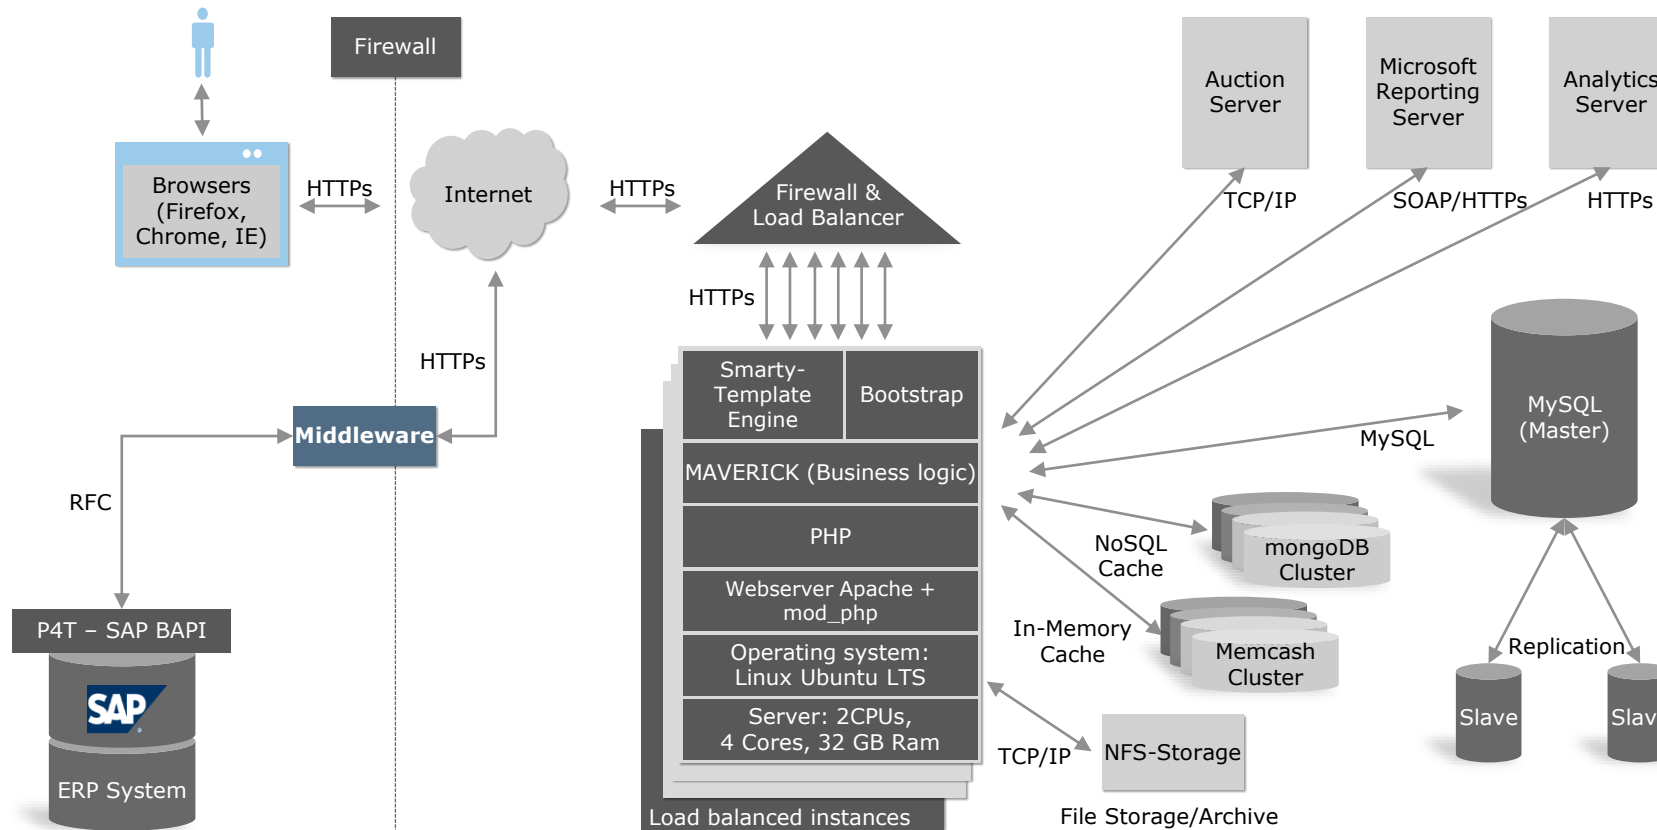 Firewall
Auction
Server
Microsoft
Reporting
Server
Analytics
Server
Browsers
(Firefox,
Chrome, IE)
HTTPs
Internet
HTTPs
Firewall &
Load Balancer
TCP/IP
SOAP/HTTPs
HTTPs
HTTPs
HTTPs
Smarty-
Template
Engine
Bootstrap
MySQL
(Master)
Middleware
MySQL
MAVERICK (Business logic)
RFC
PHP
NoSQL
Cache
mongoDB
Cluster
Webserver Apache +
mod_php
P4T – SAP BAPI
In-Memory
Cache
Memcash
Cluster
Operating system:
Linux Ubuntu LTS
Replication
SAP
Server: 2CPUs,
4 Cores, 32 GB Ram
Slave
Slav
TCP/IP
NFS-Storage
ERP System
Load balanced instances
File Storage/Archive